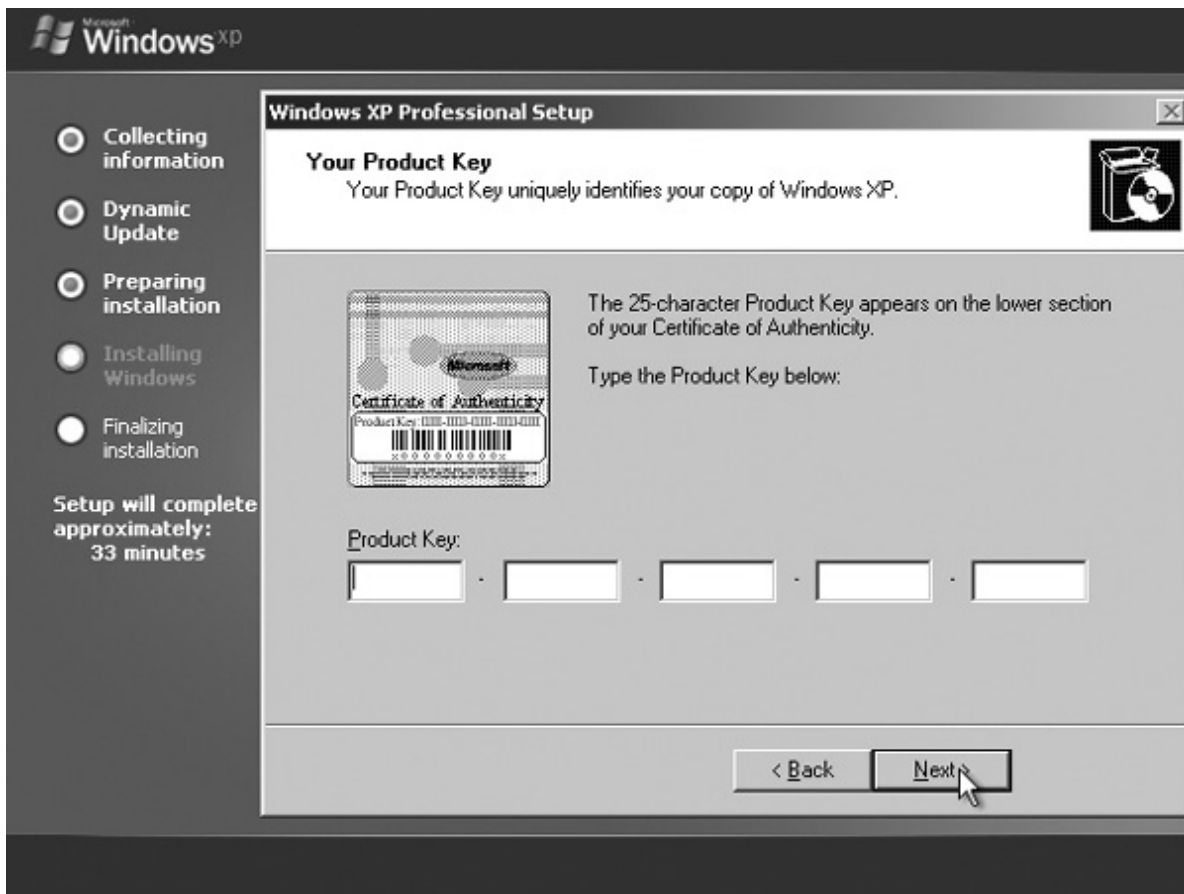 Microsoft
Windows xp
Windows XP Professional Setup
Collecting
information
Dynamic
Update
Preparing
installation
Installing
Windows
Finalizing
installation
Setup will complete
approximately:
33 minutes
Your Product Key
Your Product Key uniquely identifies your copy of Windows XP.
The 25-character Product Key appears on the lower section
of your Certificate of Authenticity.
Type the Product Key below:
Microsoft
Certificate of Authenticity
Product Key:
Product Key:
- - - -
< Back
Next >